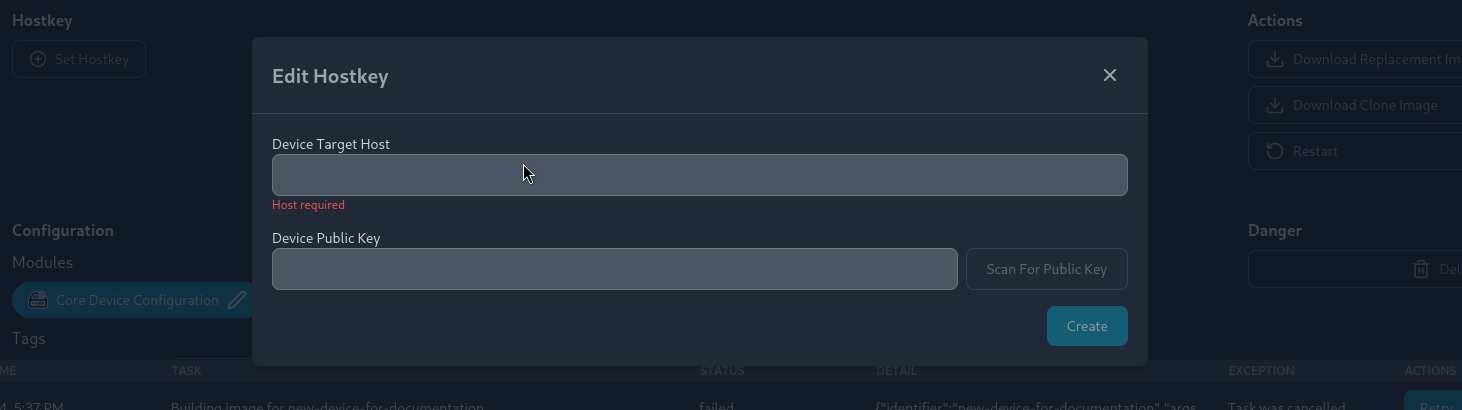 Hostkey
Set Hostkey
Actions
Download Replacement Im
Download Clone Image
Restart
Edit Hostkey
Device Target Host
Host required
Device Public Key
Scan For Public Key
Create
Configuration
Modules
Core Device Configuration
Tags
Danger
Del
ME TASK STATUS DETAIL EXCEPTION ACTIONS
4, 5:37 PM Building image for new-device-for-documentation failed {"identifier":"new-device-for-documentation","args Task was cancelled Retry